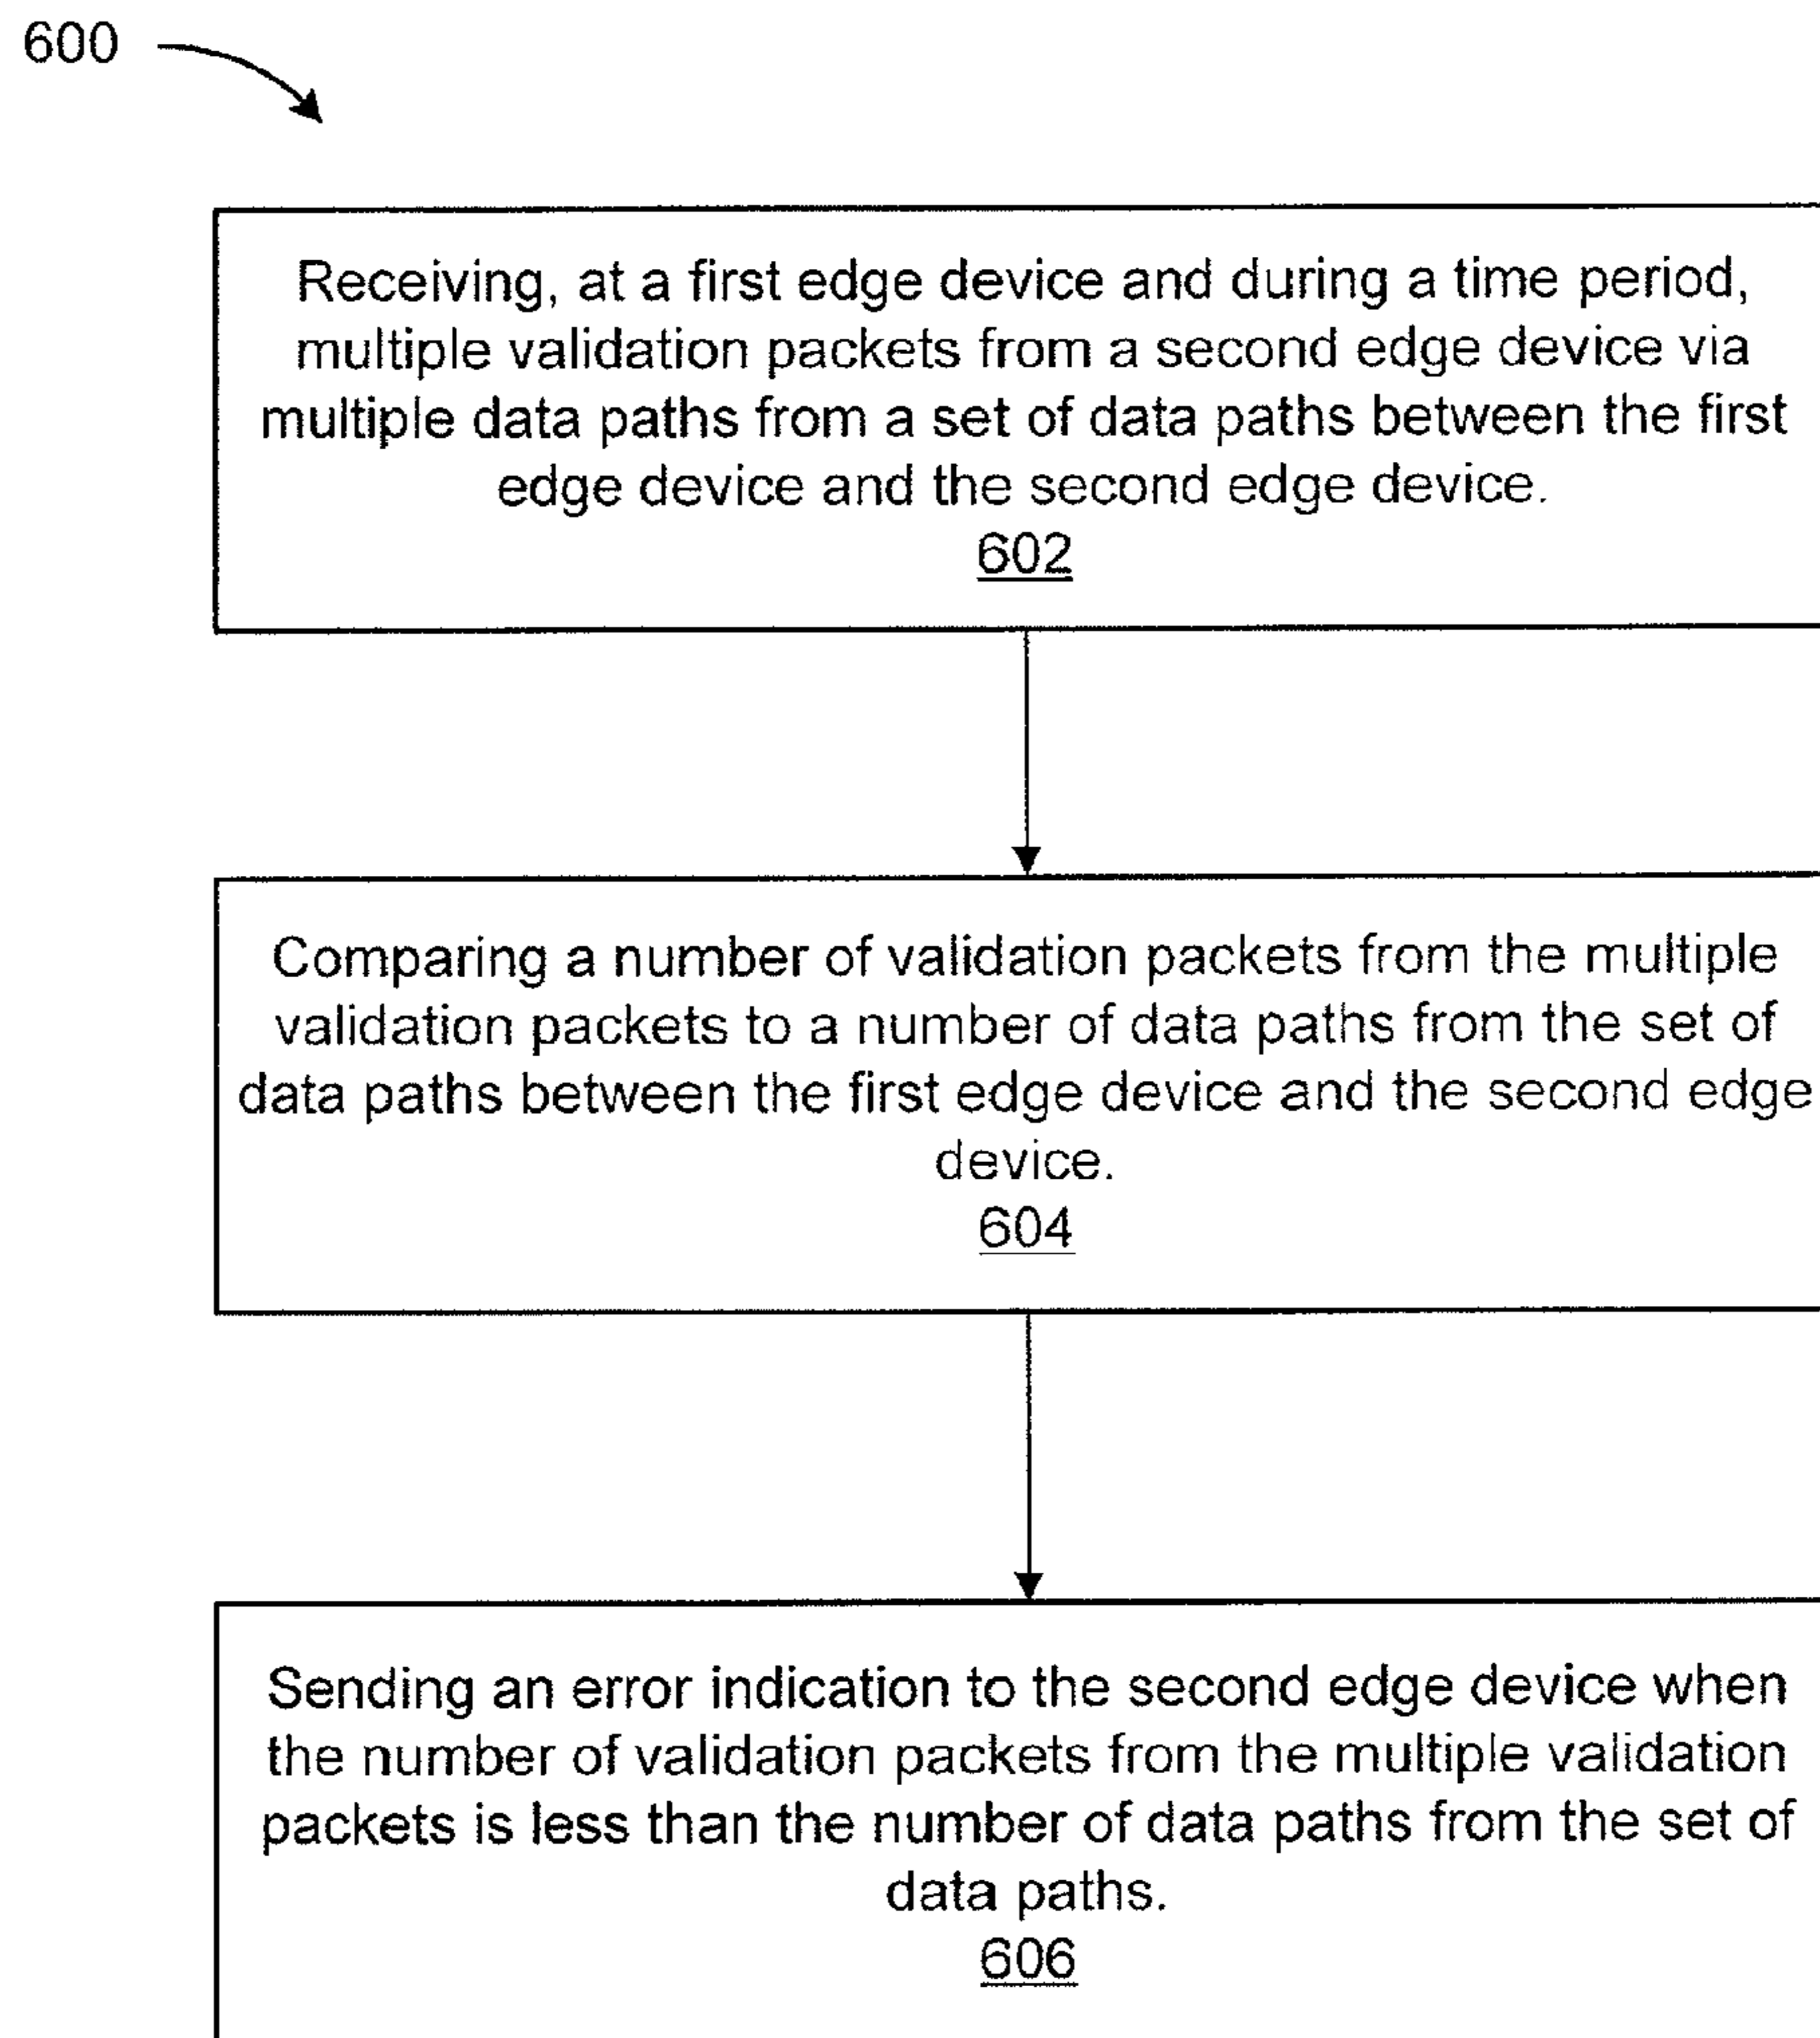 600
Receiving, at a first edge device and during a time period,
multiple validation packets from a second edge device via
multiple data paths from a set of data paths between the first
edge device and the second edge device.
602
Comparing a number of validation packets from the multiple
validation packets to a number of data paths from the set of
data paths between the first edge device and the second edge
device.
604
Sending an error indication to the second edge device when
the number of validation packets from the multiple validation
packets is less than the number of data paths from the set of
data paths.
606